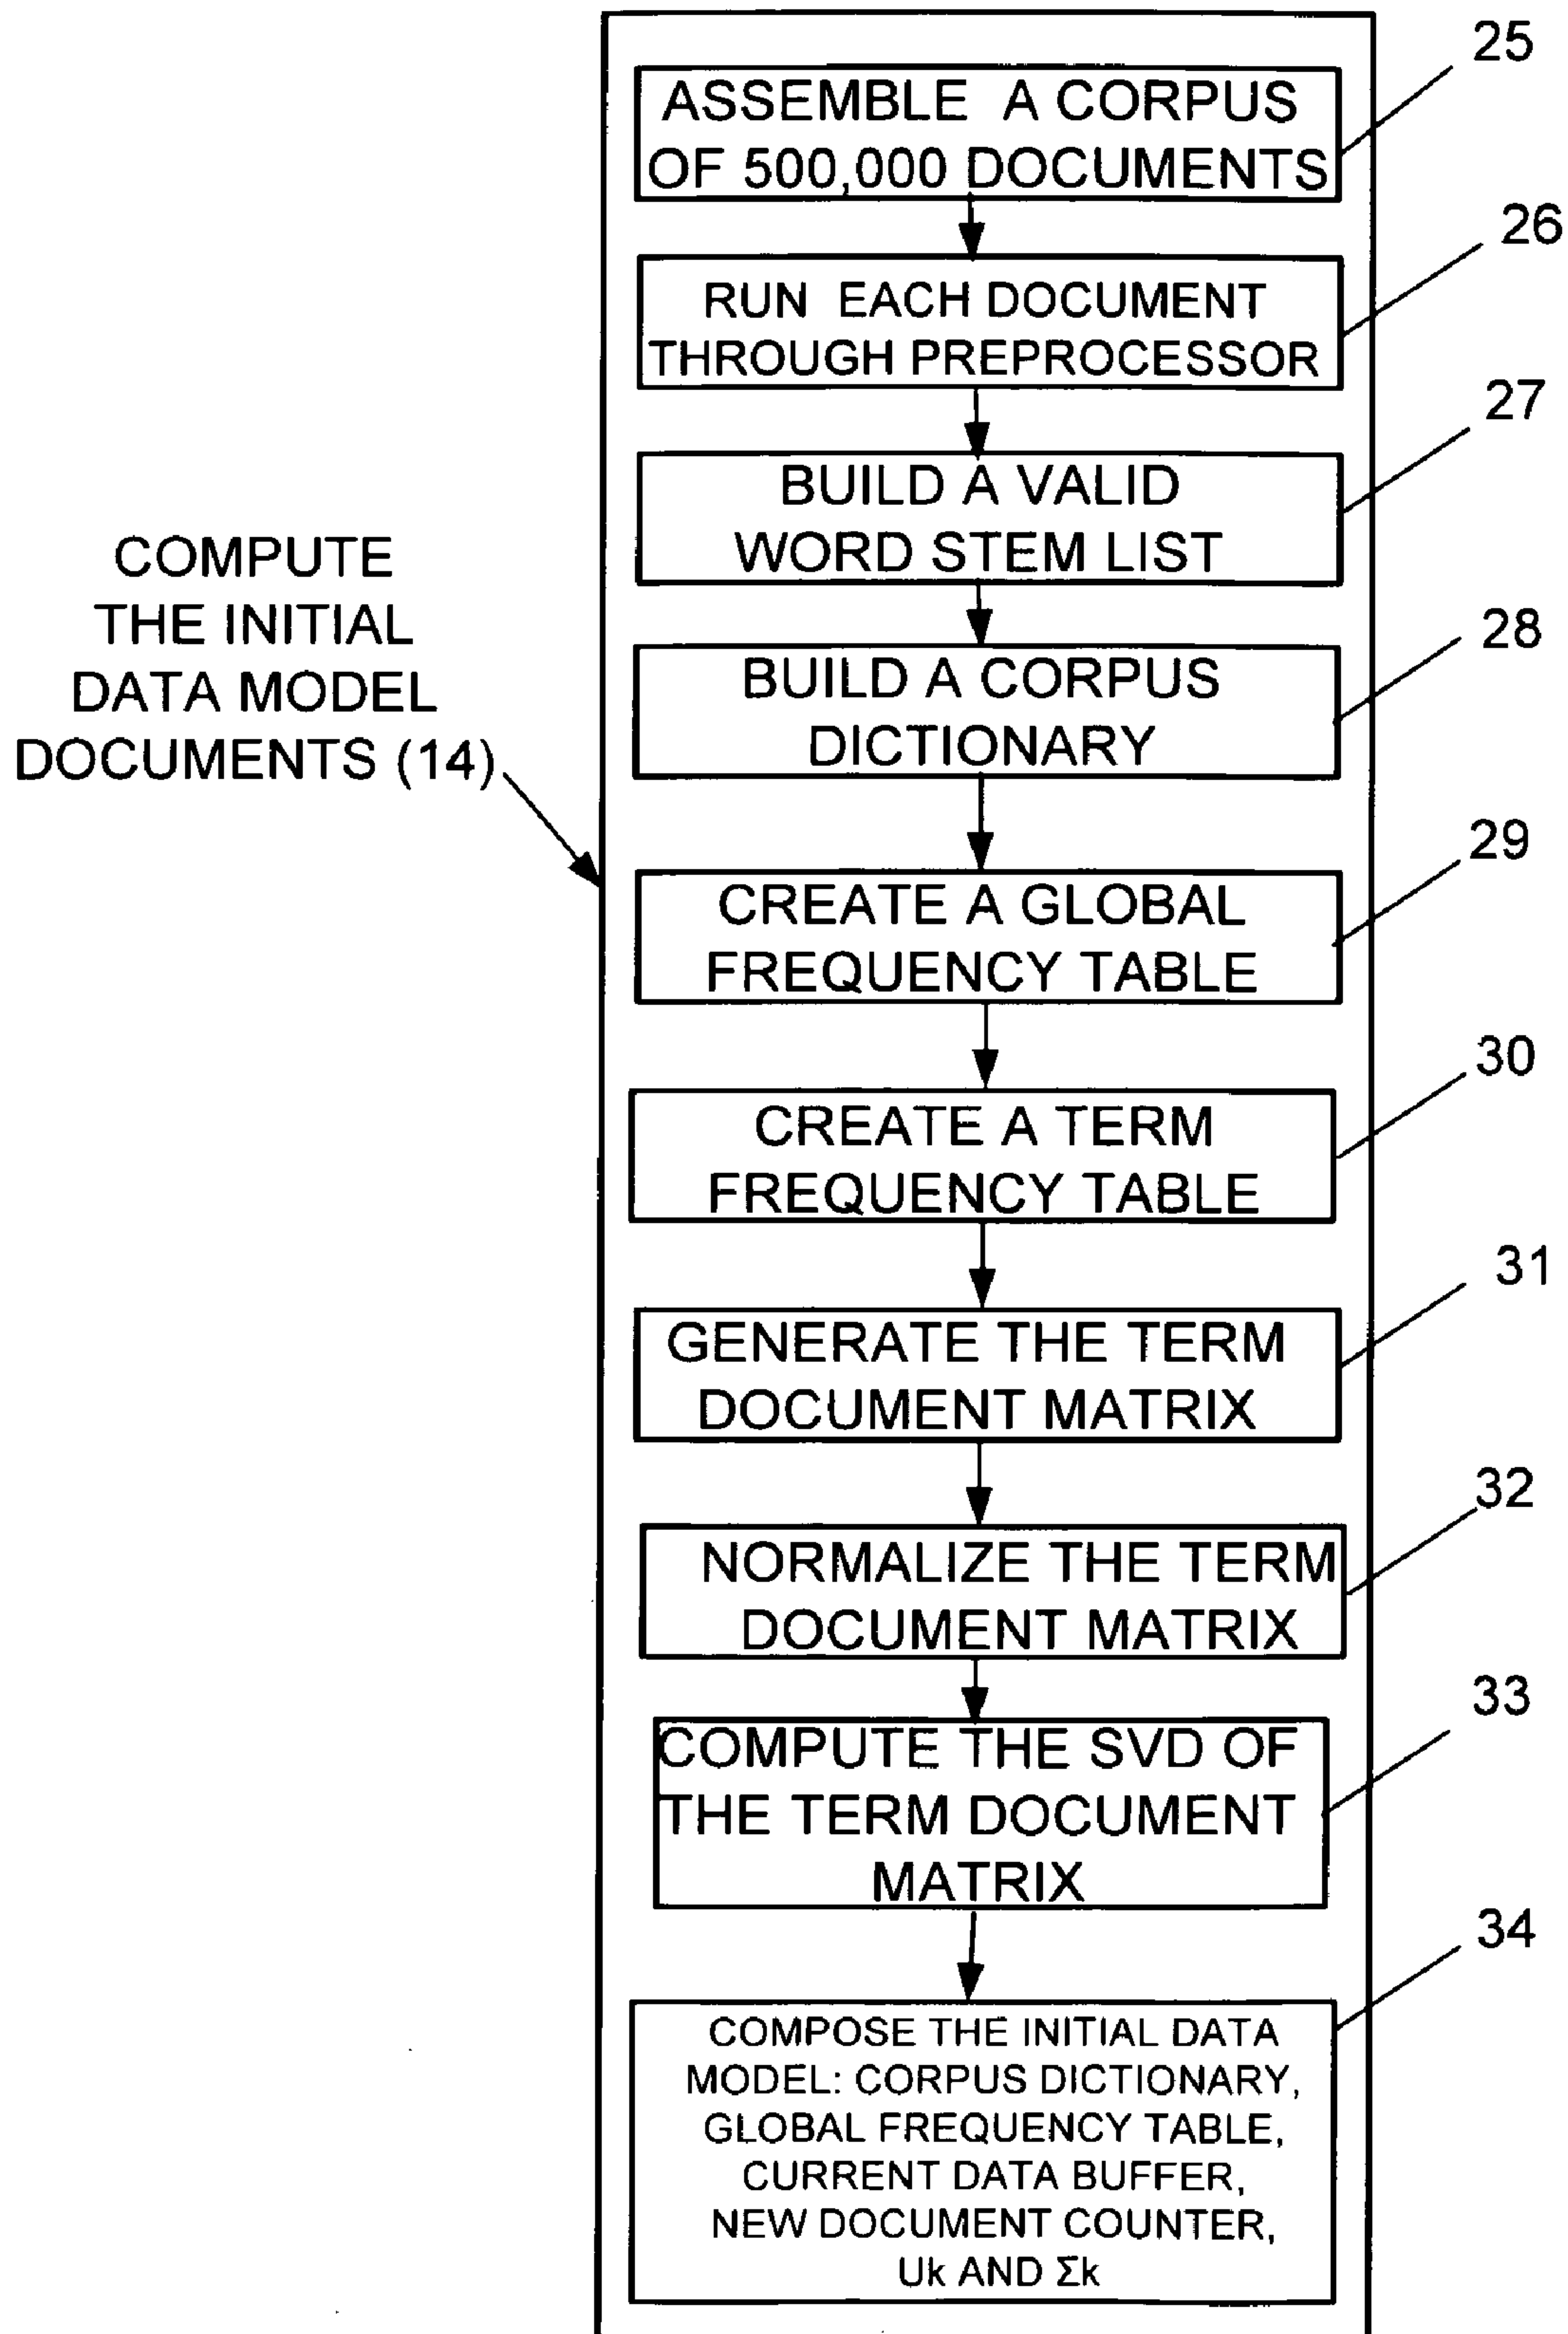 25
ASSEMBLE A CORPUS
OF 500,000 DOCUMENTS
26
RUN EACH DOCUMENT
THROUGH PREPROCESSOR
27
BUILD A VALID
WORD STEM LIST
COMPUTE
THE INITIAL
DATA MODEL
DOCUMENTS (14)
28
BUILD A CORPUS
DICTIONARY
29
CREATE A GLOBAL
FREQUENCY TABLE
30
CREATE A TERM
FREQUENCY TABLE
31
GENERATE THE TERM
DOCUMENT MATRIX
32
NORMALIZE THE TERM
DOCUMENT MATRIX
33
COMPUTE THE SVD OF
THE TERM DOCUMENT
MATRIX
34
COMPOSE THE INITIAL DATA
MODEL: CORPUS DICTIONARY,
GLOBAL FREQUENCY TABLE,
CURRENT DATA BUFFER,
NEW DOCUMENT COUNTER,
Uk AND Σk